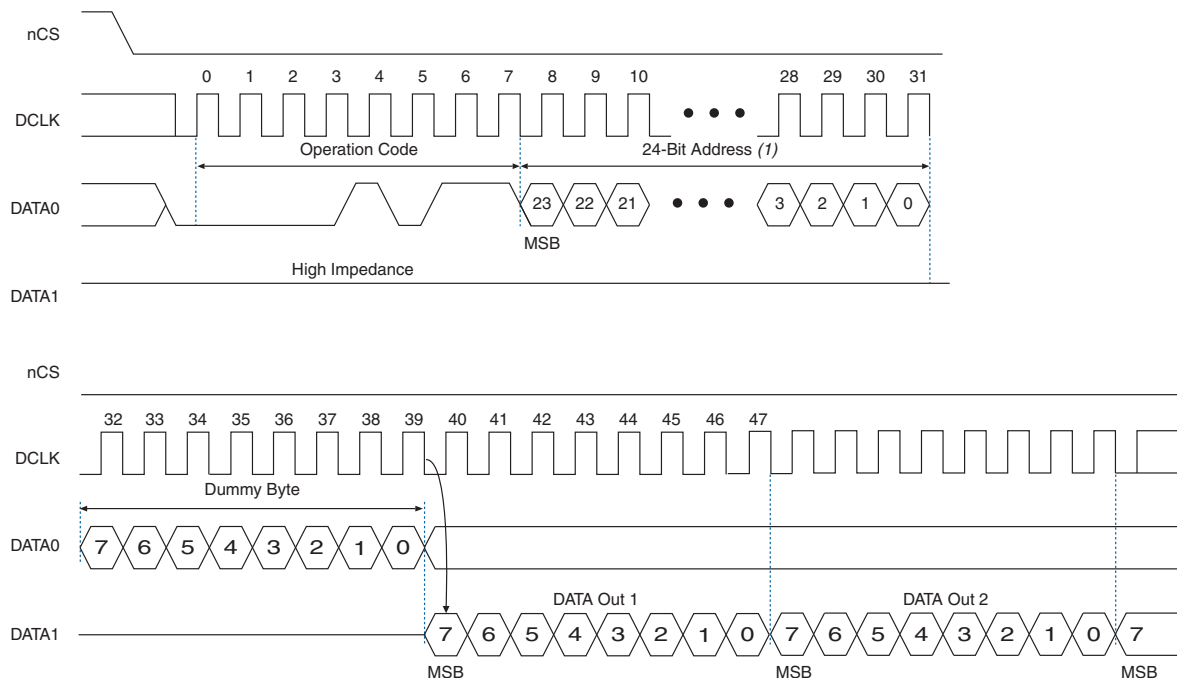 nCS
0 1 2 3 4 5 6 7 8 9 10 28 29 30 31
DCLK
Operation Code 24-Bit Address (1)
DATA0 23 22 21 3 2 1 0
MSB
High Impedance
DATA1
nCS
32 33 34 35 36 37 38 39 40 41 42 43 44 45 46 47
DCLK
Dummy Byte
DATA0 7 6 5 4 3 2 1 0
DATA Out 1 DATA Out 2
DATA1 7 6 5 4 3 2 1 0 7 6 5 4 3 2 1 0 7
MSB MSB MSB